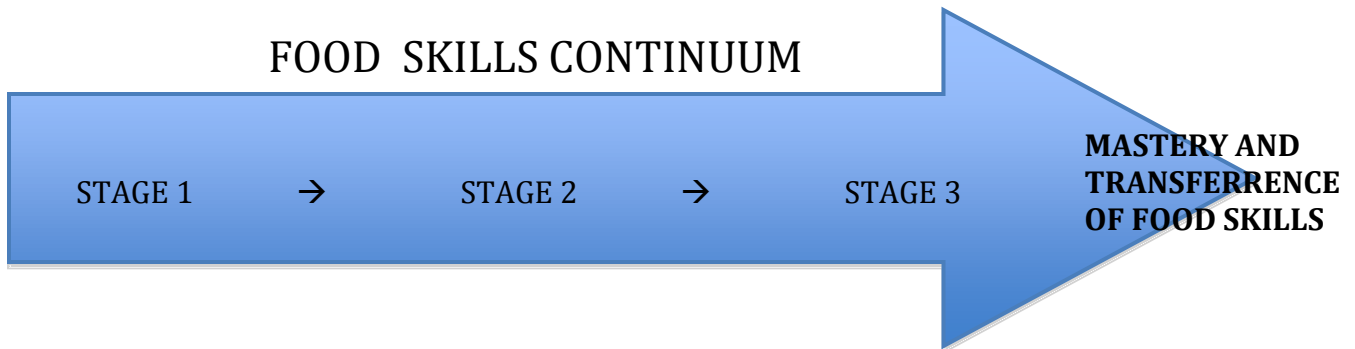 FOOD SKILLS CONTINUUM
STAGE 1 → STAGE 2 → STAGE 3
MASTERY AND
TRANSFERRENCE
OF FOOD SKILLS